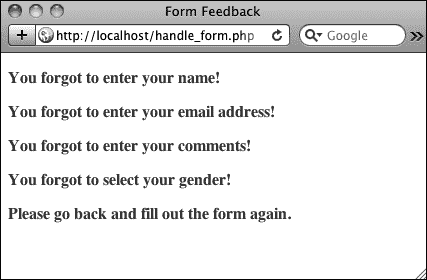 Form Feedback
http://localhost/handle_form.php
Google
You forgot to enter your name!
You forgot to enter your email address!
You forgot to enter your comments!
You forgot to select your gender!
Please go back and fill out the form again.